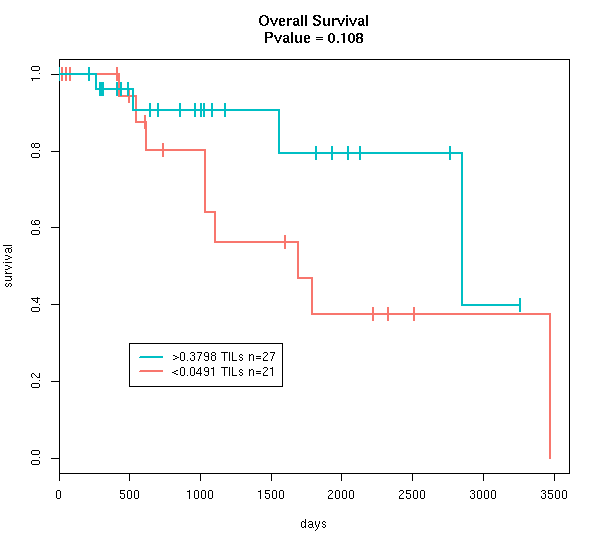 Overall Survival
Pvalue = 0.108
survival
1.0
0.8
0.6
0.4
0.2
0.0
>0.3798 TILs n=27
<0.0491 TILs n=21
0 500 1000 1500 2000 2500 3000 3500
days